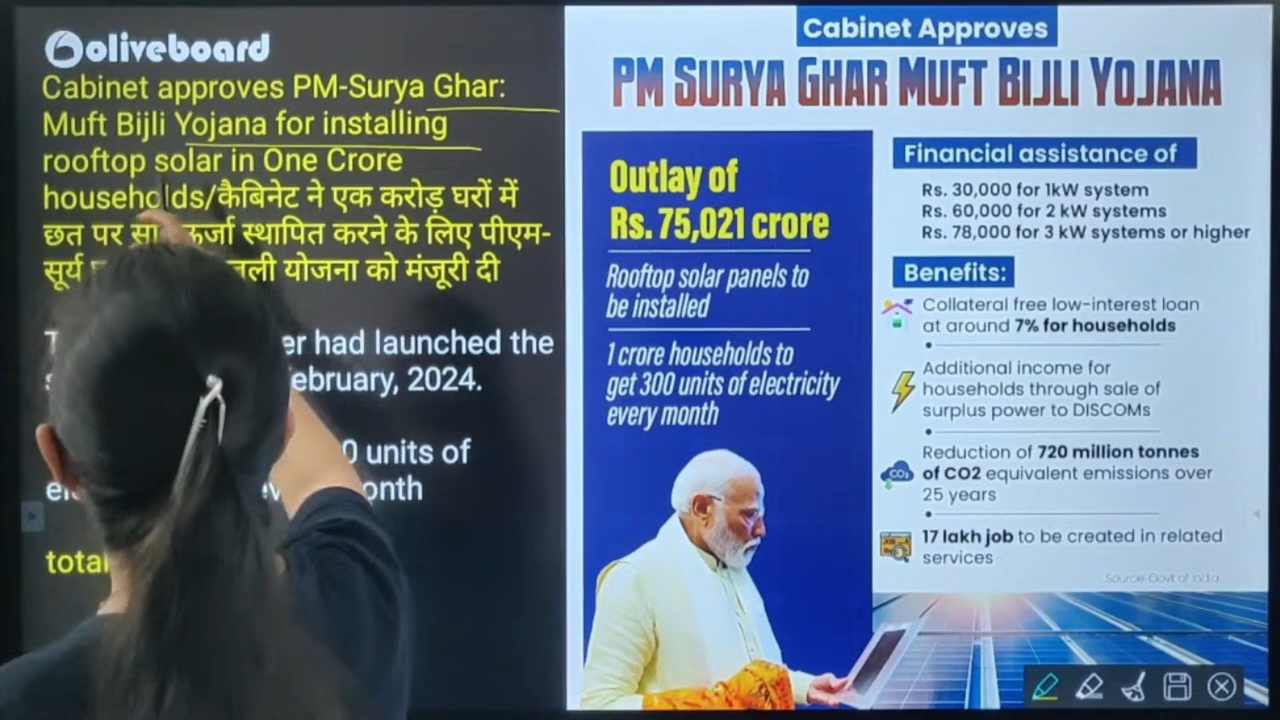 oliveboard
Cabinet approves PM-Surya Ghar:
Muft Bijli Yojana for installing
rooftop solar in One Crore
households/कैबिनेट ने एक करोड़ घरों में
छत पर ऊर्जा स्थापित करने के लिए पीएम-
सूर्य योजना को मंजूरी दी
had launched the
2024.
units of
total
Cabinet Approves
PM SURYA GHAR MUFT BIJLI YOJANA
Outlay of
Rs. 75,021 crore
Rooftop solar panels to
be installed
1 crore households to
get 300 units of electricity
every month
Financial assistance of
Rs. 30,000 for 1kW system
Rs. 60,000 for 2 kW systems
Rs. 78,000 for 3 kW systems or higher
Benefits:
Collateral free low-interest loan
at around 7% for households
Additional income for
households through sale of
surplus power to DISCOMs
CO₂
Reduction of 720 million tonnes
of CO2 equivalent emissions over
25 years
17 lakh job to be created in related
services
Source: Govt of India